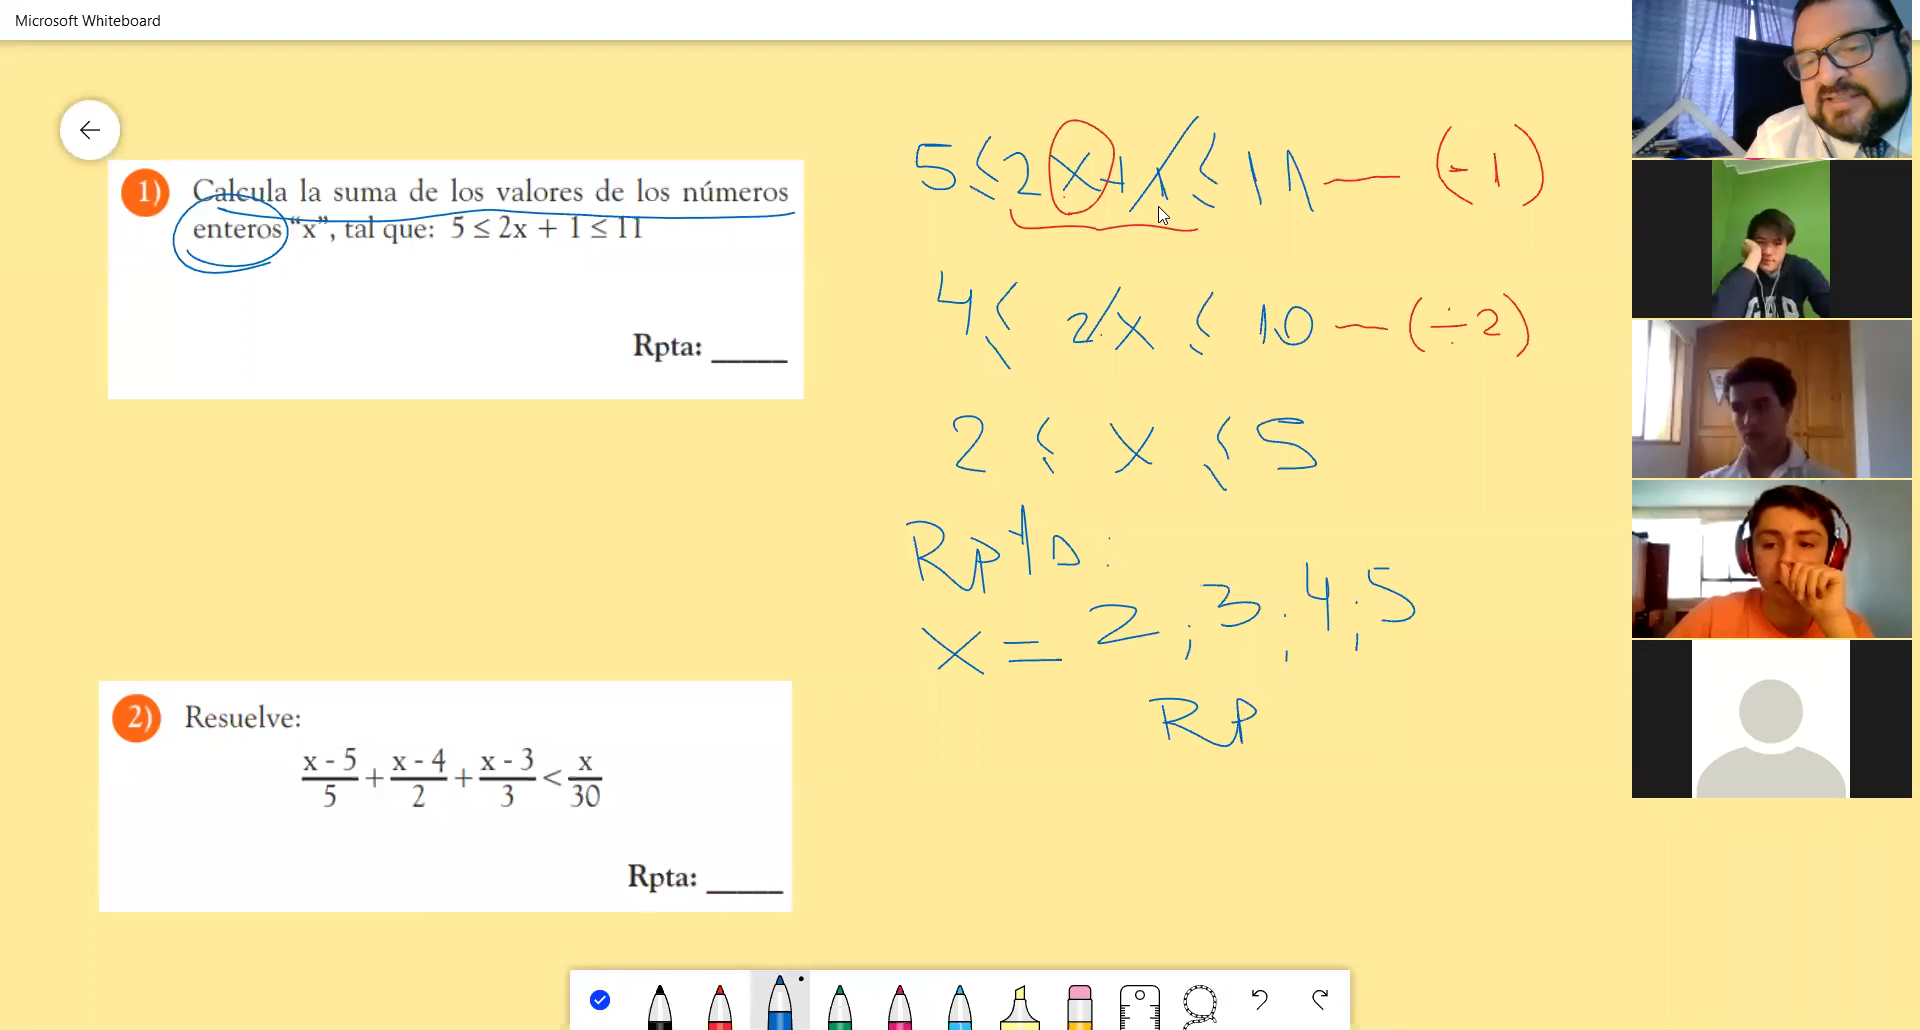 Microsoft Whiteboard
1) Calcula la suma de los valores de los números
enteros "x", tal que: 5 ≤ 2x + 1 ≤ 11
Rpta: _____
2) Resuelve:
x - 5/5 + x - 4/2 + x - 3/3 < x/30
Rpta: _____
5 ≤ 2x + 1 ≤ 11 — (-1)
4 ≤ 2x ≤ 10 — (÷2)
2 ≤ x ≤ 5
Rpta:
x = 2 ; 3 ; 4 ; 5
Rp